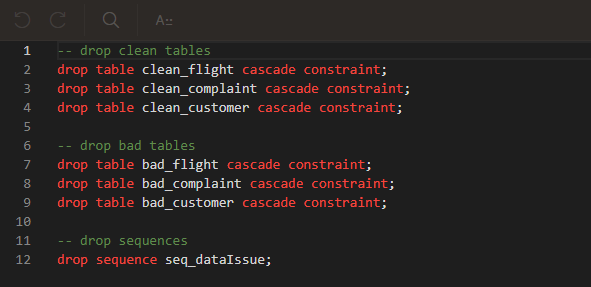 A::
1 -- drop clean tables
2 drop table clean_flight cascade constraint;
3 drop table clean_complaint cascade constraint;
4 drop table clean_customer cascade constraint;
5
6 -- drop bad tables
7 drop table bad_flight cascade constraint;
8 drop table bad_complaint cascade constraint;
9 drop table bad_customer cascade constraint;
10
11 -- drop sequences
12 drop sequence seq_dataIssue;